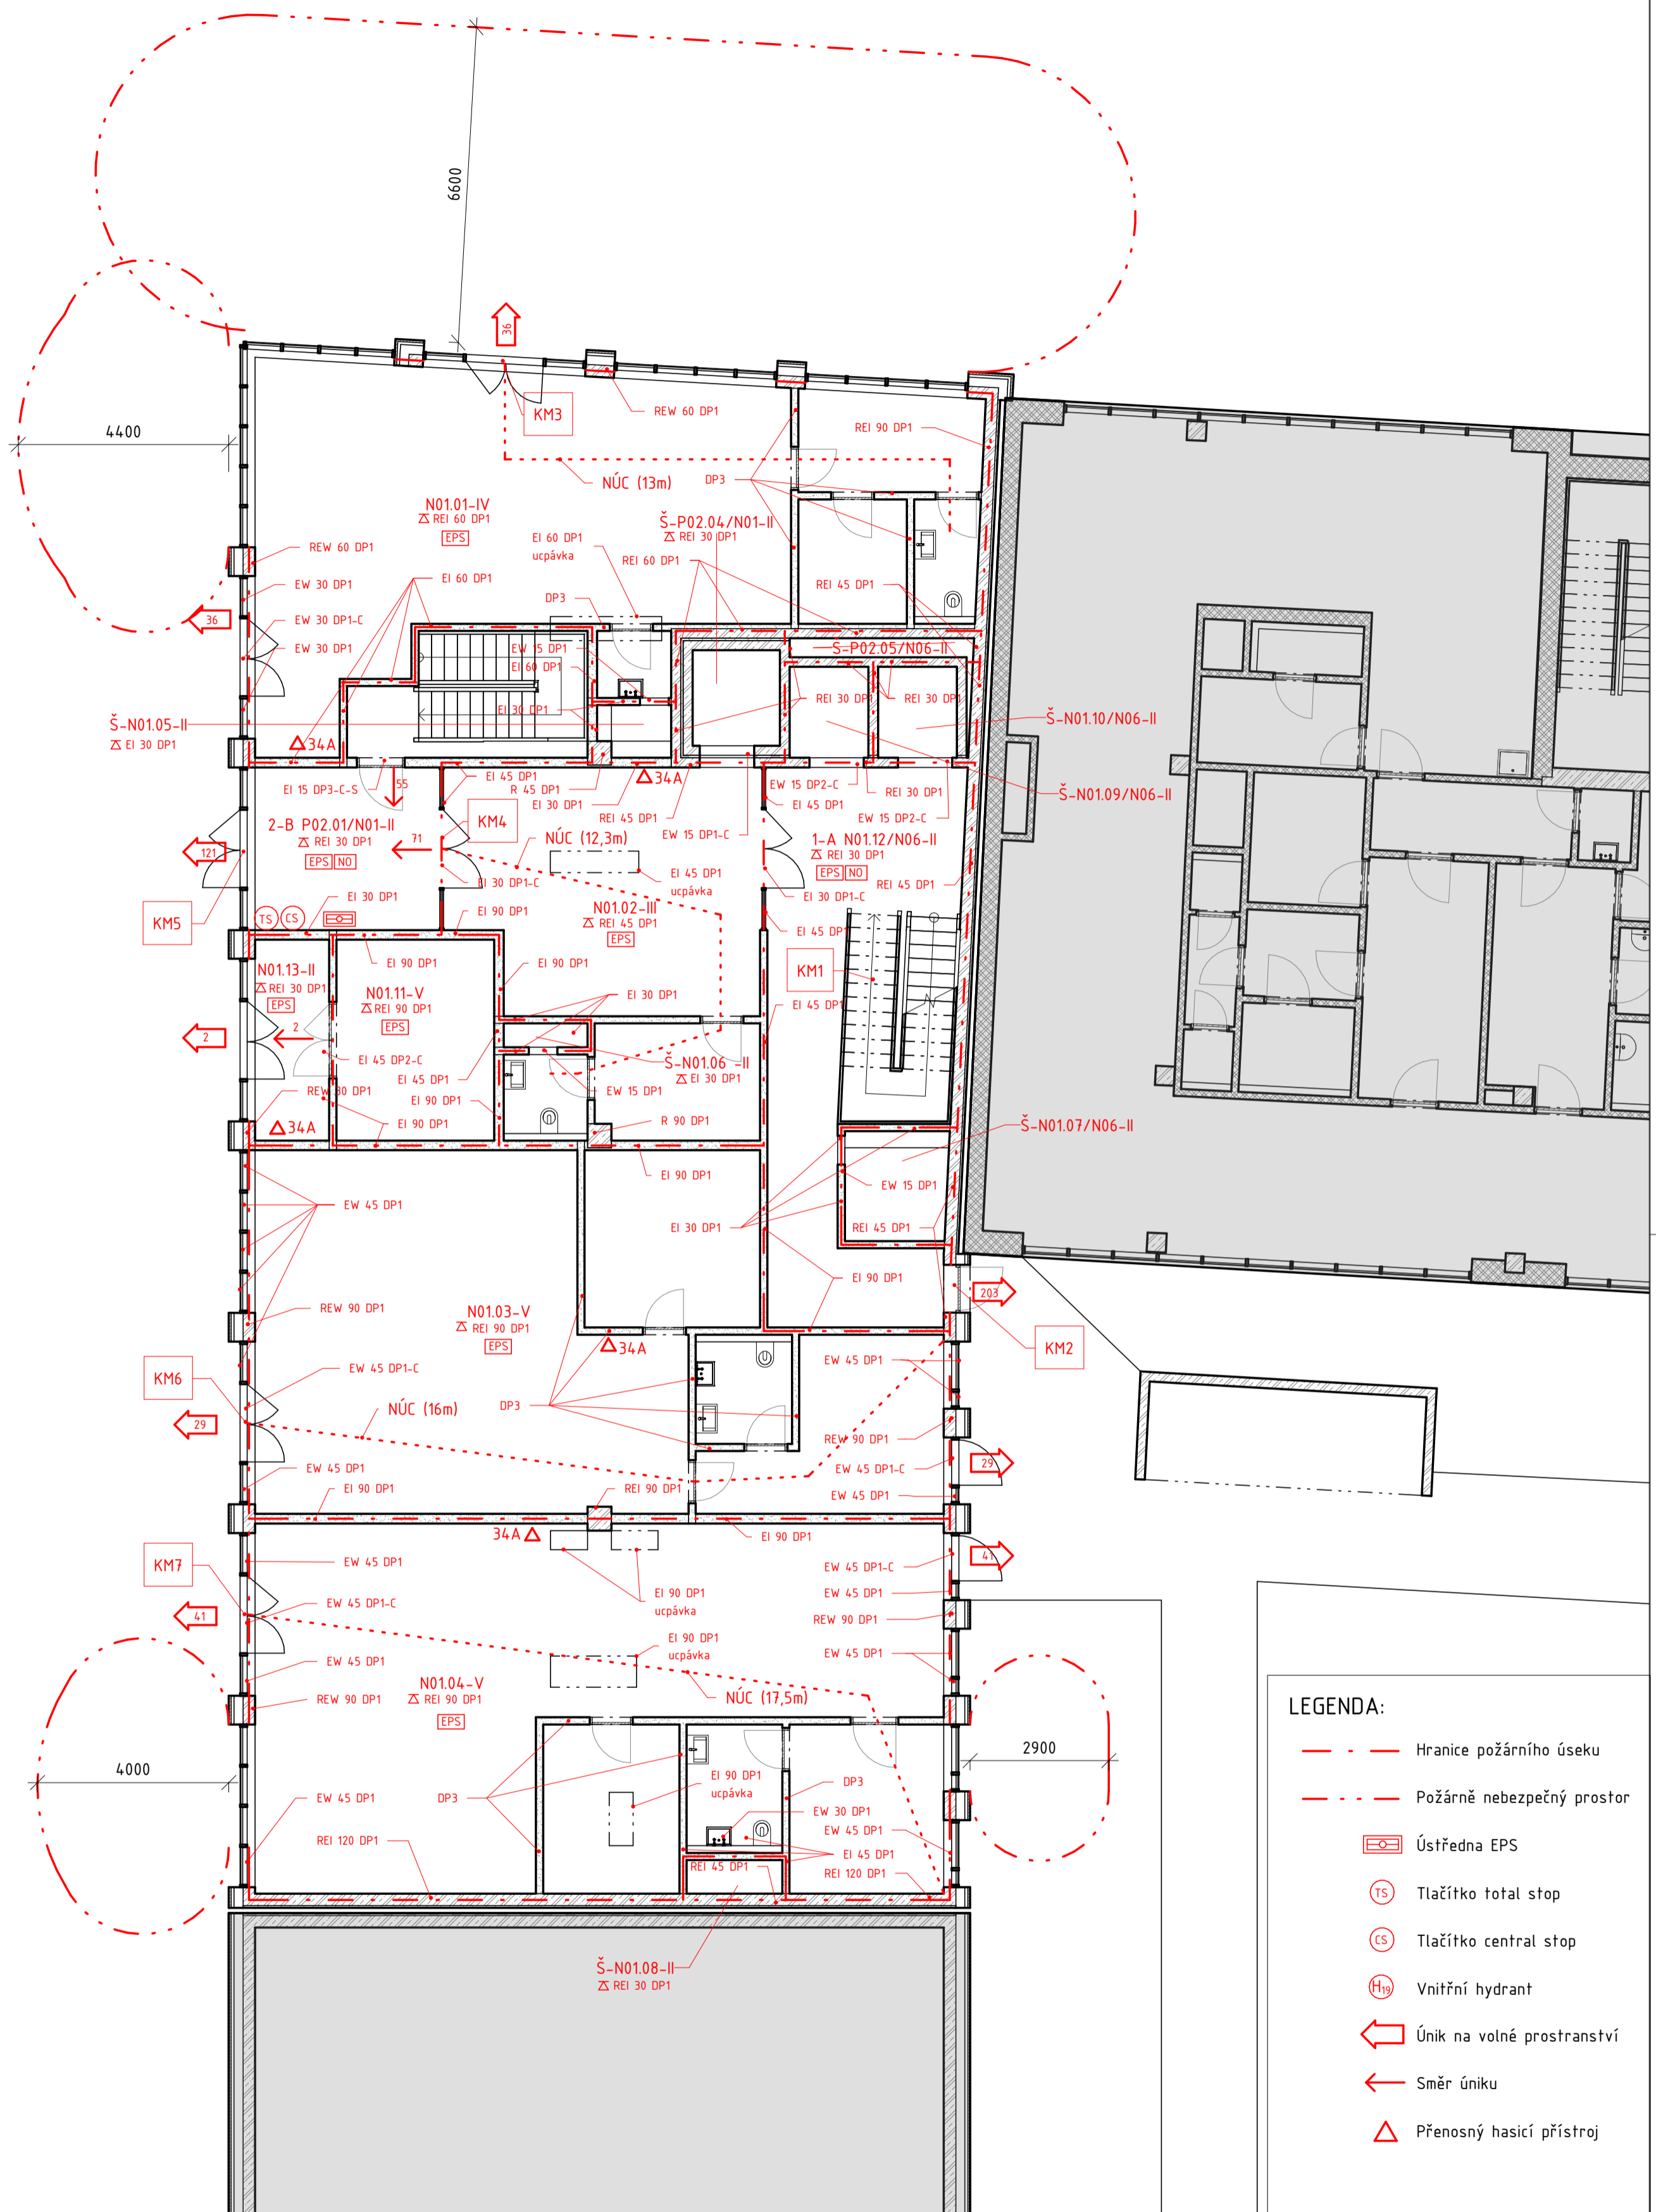 6600
4400
36
KM3
REW 60 DP1
REI 90 DP1
NÚC (13m)
DP3
N01.01-IV
REI 60 DP1
EPS
Š-P02.04/N01-II
REI 30 DP1
EI 60 DP1
ucpávka
REW 60 DP1
REI 60 DP1
EI 60 DP1
EW 30 DP1
REI 45 DP1
DP3
36
EW 30 DP1-C
EW 30 DP1
EW 15 DP1
Š-P02.05/N06-II
EI 60 DP1
REI 30 DP1
REI 30 DP1
EI 30 DP1
Š-N01.05-II
EI 30 DP1
Š-N01.10/N06-II
34A
34A
EI 45 DP1
EI 15 DP3-C-S
55
R 45 DP1
EI 30 DP1
EW 15 DP2-C
REI 30 DP1
Š-N01.09/N06-II
EI 45 DP1
2-B P02.01/N01-II
REI 30 DP1
EPS
NO
KM4
71
REI 45 DP1
EW 15 DP1-C
EW 15 DP2-C
NÚC (12,3m)
1-A N01.12/N06-II
REI 30 DP1
EPS
NO
121
EI 45 DP1
ucpávka
EI 30 DP1-C
REI 45 DP1
EI 30 DP1-C
EI 30 DP1
EI 90 DP1
N01.02-III
REI 45 DP1
EPS
KM5
TS
CS
EI 45 DP1
EI 90 DP1
EI 90 DP1
KM1
N01.13-II
REI 30 DP1
EPS
N01.11-V
REI 90 DP1
EPS
EI 30 DP1
EI 45 DP1
2
2
EI 45 DP2-C
Š-N01.06 -II
EI 30 DP1
EI 45 DP1
REW 30 DP1
EW 15 DP1
EI 90 DP1
34A
EI 90 DP1
R 90 DP1
Š-N01.07/N06-II
EI 90 DP1
EW 15 DP1
EW 45 DP1
EI 30 DP1
REI 45 DP1
EI 90 DP1
203
REW 90 DP1
N01.03-V
REI 90 DP1
EPS
34A
KM2
EW 45 DP1
KM6
EW 45 DP1-C
DP3
NÚC (16m)
29
REW 90 DP1
29
EW 45 DP1-C
EW 45 DP1
EI 90 DP1
REI 90 DP1
EW 45 DP1
34A
EI 90 DP1
KM7
EW 45 DP1
41
EW 45 DP1-C
EI 90 DP1
ucpávka
EW 45 DP1
EW 45 DP1-C
REW 90 DP1
41
EI 90 DP1
ucpávka
EW 45 DP1
EW 45 DP1
N01.04-V
REI 90 DP1
EPS
REW 90 DP1
NÚC (17,5m)
4000
2900
EI 90 DP1
ucpávka
DP3
DP3
EW 45 DP1
EW 30 DP1
EW 45 DP1
REI 120 DP1
EI 45 DP1
REI 45 DP1
REI 120 DP1
Š-N01.08-II
REI 30 DP1
LEGENDA:
Hranice požárního úseku
Požárně nebezpečný prostor
Ústředna EPS
TS
Tlačítko total stop
CS
Tlačítko central stop
H19
Vnitřní hydrant
Únik na volné prostranství
Směr úniku
Přenosný hasicí přístroj